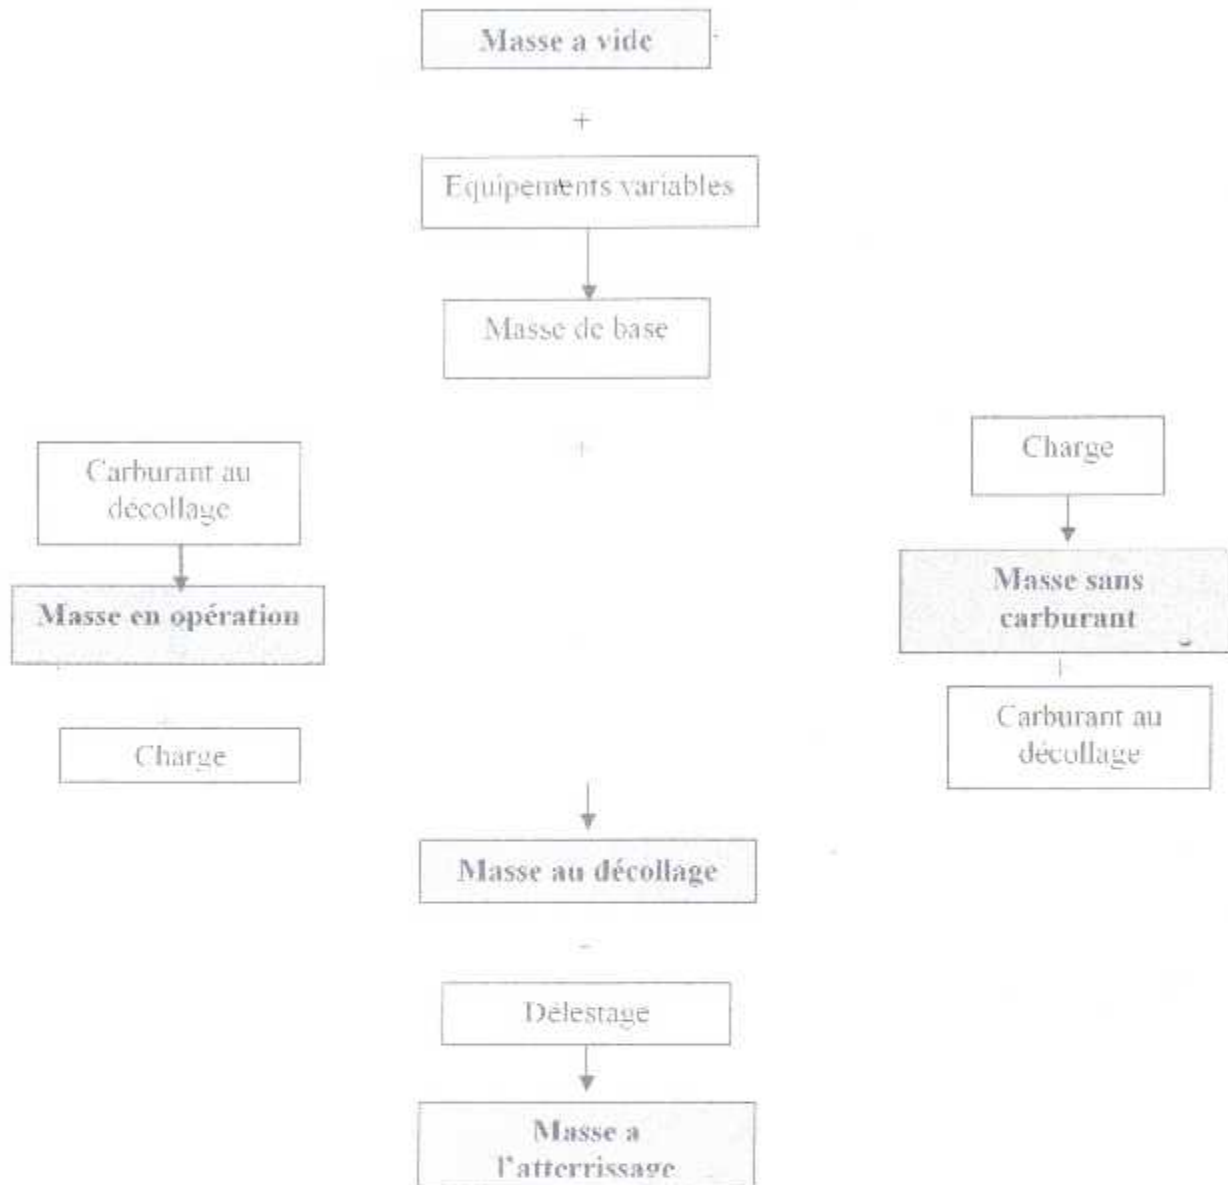 Masse a vide
+
Equipements variables
Masse de base
+
Carburant au
décollage
Masse en opération
+
Charge
Charge
Masse sans
carburant
+
Carburant au
décollage
Masse au décollage
-
Délestage
Masse a
l'atterrissage